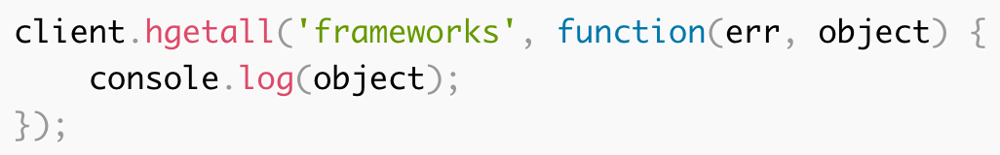 client.hgetall('frameworks', function(err, object) {
    console.log(object);
});